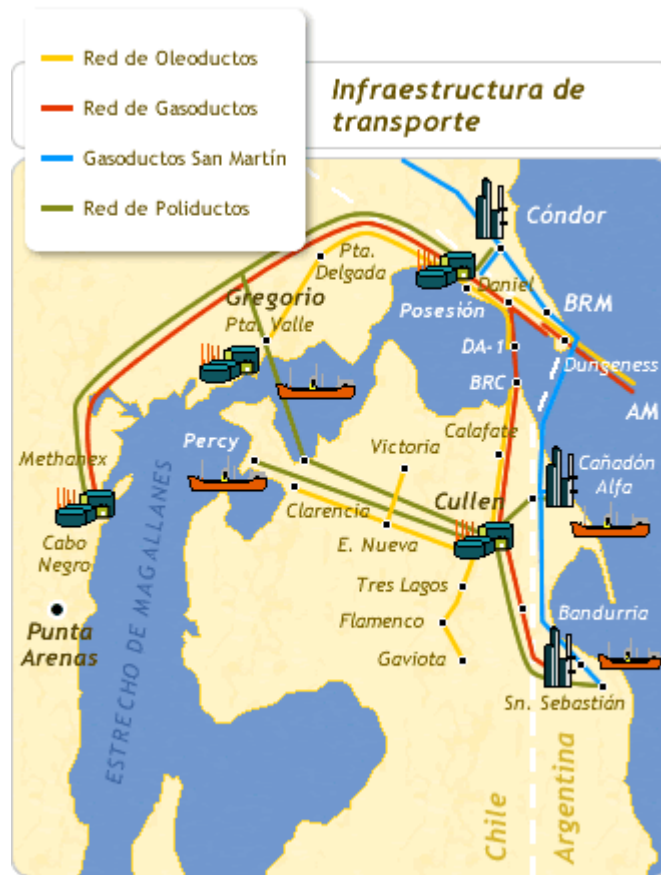 Red de Oleoductos
Red de Gasoductos
Gasoductos San Martín
Red de Poliductos
Infraestructura de
transporte
Cóndor
Pta.
Delgada
Gregorio
Daniel
Posesión
BRM
Pta. Valle
DA-1
Dungeness
BRC
AM
Percy
Victoria
Calafate
Methanex
Cañadón
Alfa
Clarencia
Cullen
E. Nueva
Cabo
Negro
Tres Lagos
Punta
Arenas
Flamenco
Bandurria
Gaviota
Sn. Sebastián
ESTRECHO DE MAGALLANES
Chile
Argentina